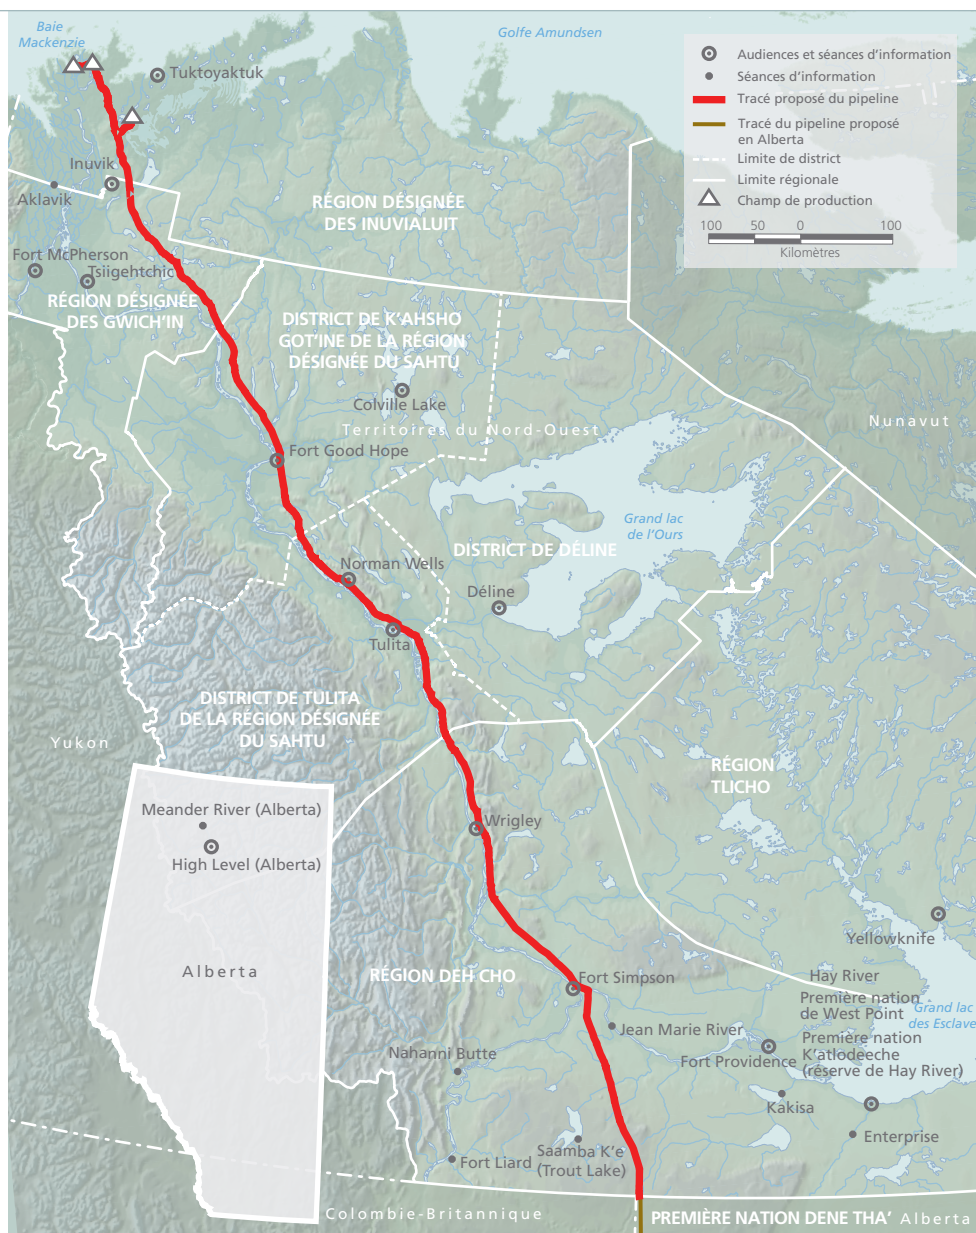 Baie
Mackenzie
Golfe Amundsen
Audiences et séances d'information
Séances d'information
Tracé proposé du pipeline
Tracé du pipeline proposé
en Alberta
Limite de district
Limite régionale
Champ de production
100 50 0 100
Kilomètres
Tuktoyaktuk
Inuvik
Aklavik
RÉGION DÉSIGNÉE
DES INUVIALUIT
Fort McPherson
Tsiigehtchic
RÉGION DÉSIGNÉE
DES GWICH'IN
DISTRICT DE K'AHSHO
GOT'INE DE LA RÉGION
DÉSIGNÉE DU SAHTU
Colville Lake
Territoires du Nord-Ouest
Nunavut
Fort Good Hope
Grand lac
de l'Ours
DISTRICT DE DÉLINE
Norman Wells
Déline
Tulita
DISTRICT DE TULITA
DE LA RÉGION DÉSIGNÉE
DU SAHTU
Yukon
RÉGION
TLICHO
Meander River (Alberta)
High Level (Alberta)
Wrigley
Alberta
Yellowknife
RÉGION DEH CHO
Fort Simpson
Hay River
Première nation
de West Point
Grand lac
des Esclave
Jean Marie River
Première nation
K'atlodeeche
(réserve de Hay River)
Nahanni Butte
Fort Providence
Kakisa
Enterprise
Saamba K'e
(Trout Lake)
Fort Liard
Colombie-Britannique
PREMIÈRE NATION DENE THA' Alberta